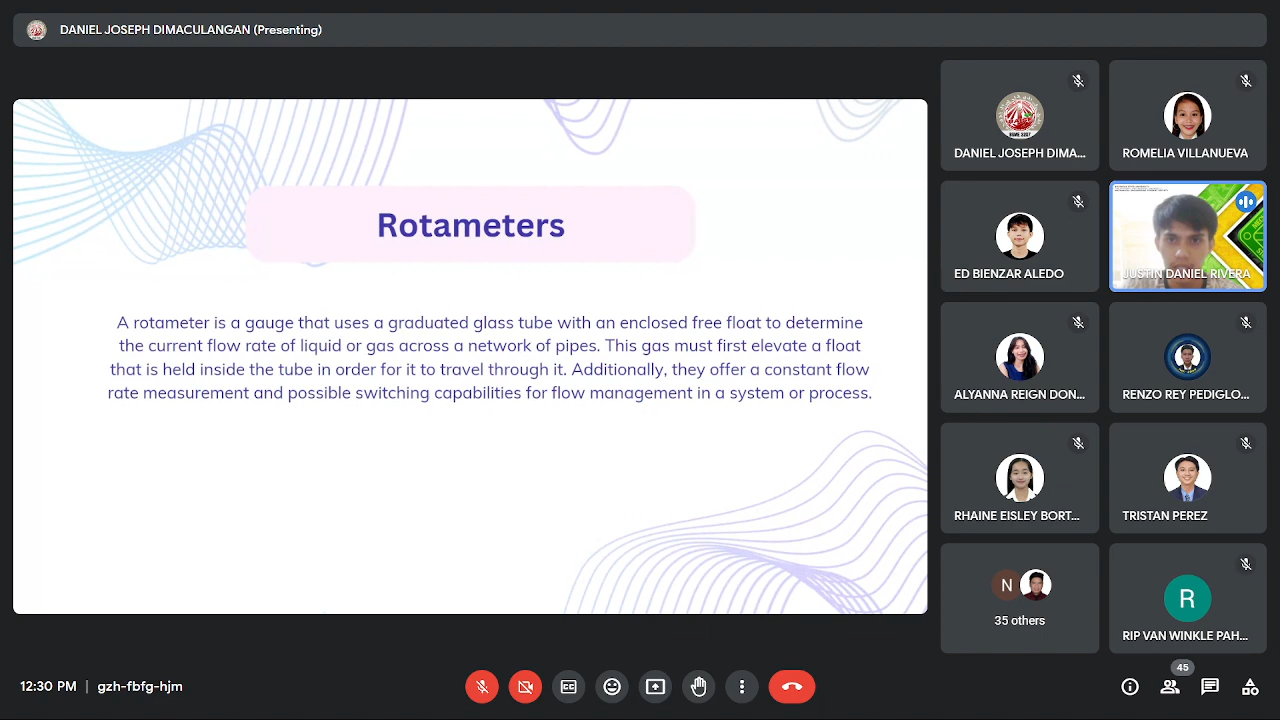 DANIEL JOSEPH DIMACULANGAN (Presenting)
Rotameters
A rotameter is a gauge that uses a graduated glass tube with an enclosed free float to determine
the current flow rate of liquid or gas across a network of pipes. This gas must first elevate a float
that is held inside the tube in order for it to travel through it. Additionally, they offer a constant flow
rate measurement and possible switching capabilities for flow management in a system or process.
DANIEL JOSEPH DIMA...
ROMELIA VILLANUEVA
ED BIENZAR ALEDO
JUSTIN DANIEL RIVERA
ALYANNA REIGN DON...
RENZO REY PEDIGLO...
RHAINE EISLEY BORT...
TRISTAN PEREZ
N
35 others
R
RIP VAN WINKLE PAH...
12:30 PM | gzh-fbfg-hjm
45